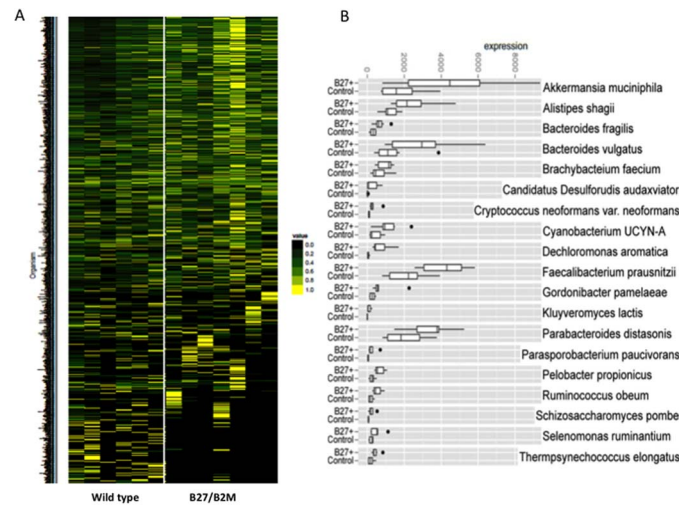 A
B
expression
0
2000
4000
6000
8000
Organism
value
0.0
0.2
0.4
0.6
0.8
1.0
Wild type
B27/B2M
B27+
Control
Akkermansia muciniphila
B27+
Control
Alistipes shagii
B27+
Control
Bacteroides fragilis
B27+
Control
Bacteroides vulgatus
B27+
Control
Brachybateium faecium
B27+
Control
Candidatus Desulforudis audaxviator
B27+
Control
Cryptococcus neoformans var. neoformans
B27+
Control
Cyanobacterium UCYN-A
B27+
Control
Dechloromonas aromatica
B27+
Control
Faecalibacterium prausnitzii
B27+
Control
Gordonibacter pamelaeae
B27+
Control
Kluyveromyces lactis
B27+
Control
Parabacteroides distasonis
B27+
Control
Parasporobacterium paucivorans
B27+
Control
Pelobacter propionicus
B27+
Control
Ruminococcus obeum
B27+
Control
Schizosaccharomyces pombe
B27+
Control
Selenomonas ruminantium
B27+
Control
Thermpsynechococcus elongatus